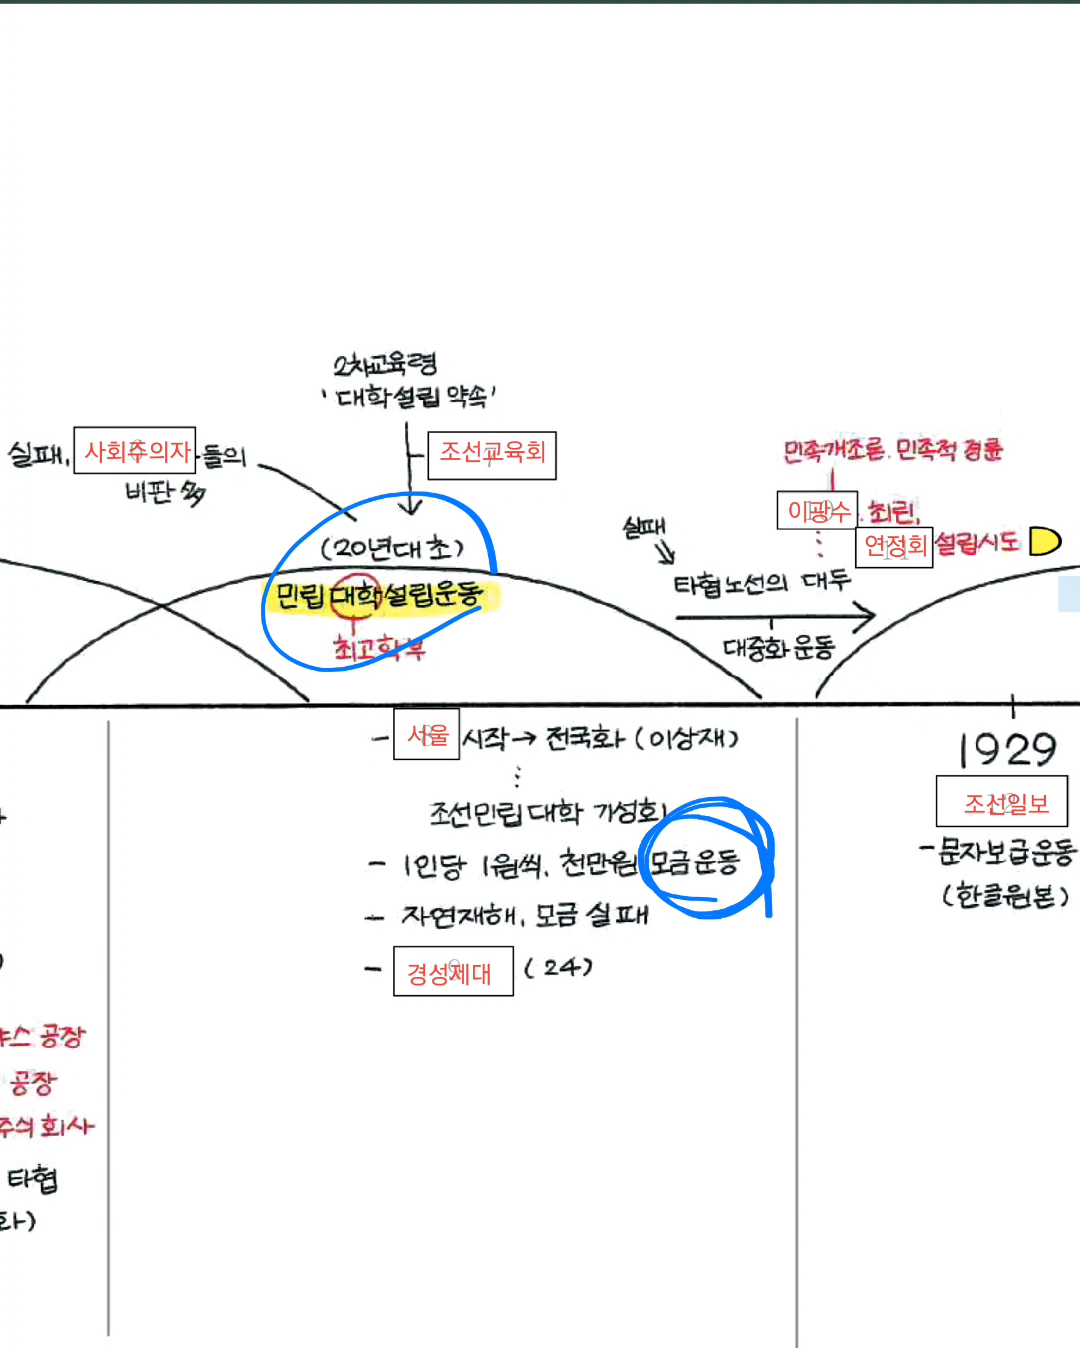 2차교육령
'대학설립 약속'
실패, 사회주의자들의
비판 多
조선교육회
(20년대 초)
민립 대학설립운동
최고학부
민족개조론. 민족적 경륜
이광수. 최린,
연정회 설립시도
실패
타협노선의 대두
대중화 운동
- 서울 시작 → 전국화 (이상재)
조선민립대학 기성회
- 1인당 1원씩, 천만원 모금운동
- 자연재해, 모금 실패
- 경성제대 (24)
1929
조선일보
- 문자보급운동
(한글원본)
공장
공장
주식회사
타협
화)